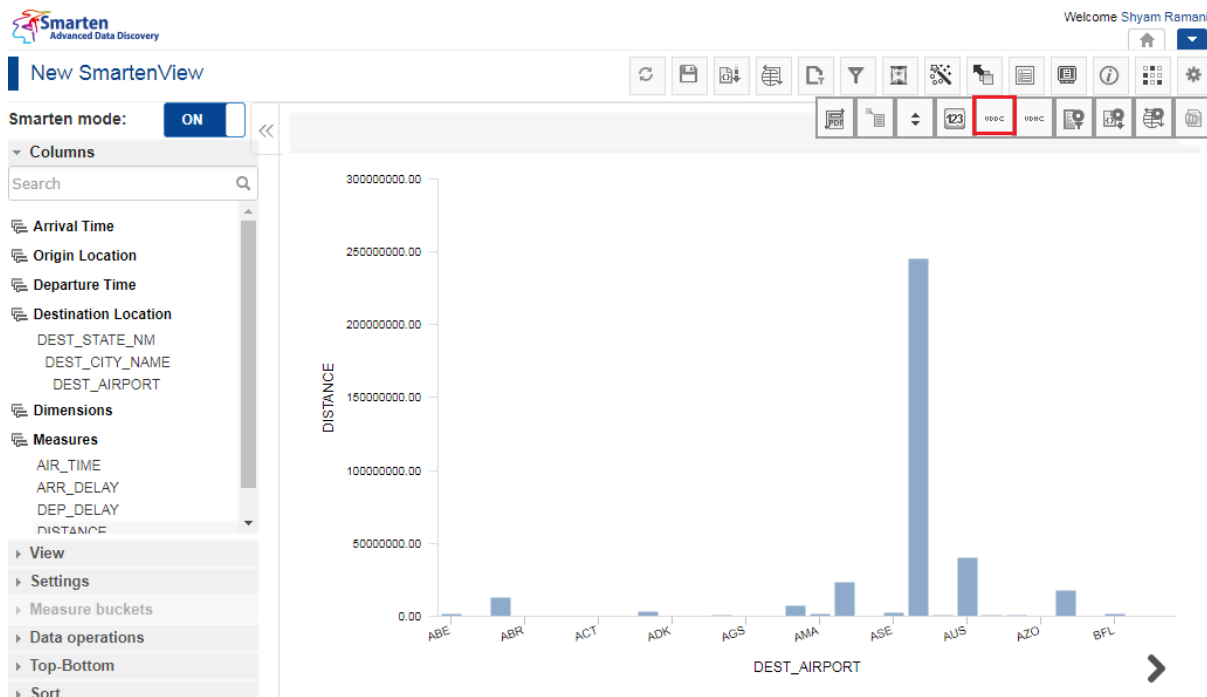 Smarten
Advanced Data Discovery
Welcome Shyam Ramani
New SmartenView
Smarten mode: ON
PDF
123
UDDC
UDHC
Columns
Search
Arrival Time
Origin Location
Departure Time
Destination Location
DEST_STATE_NM
DEST_CITY_NAME
DEST_AIRPORT
Dimensions
Measures
AIR_TIME
ARR_DELAY
DEP_DELAY
DISTANCE
View
Settings
Measure buckets
Data operations
Top-Bottom
Sort
300000000.00
250000000.00
200000000.00
150000000.00
100000000.00
50000000.00
0.00
DISTANCE
ABE ABR ACT ADK AGS AMA ASE AUS AZO BFL
DEST_AIRPORT